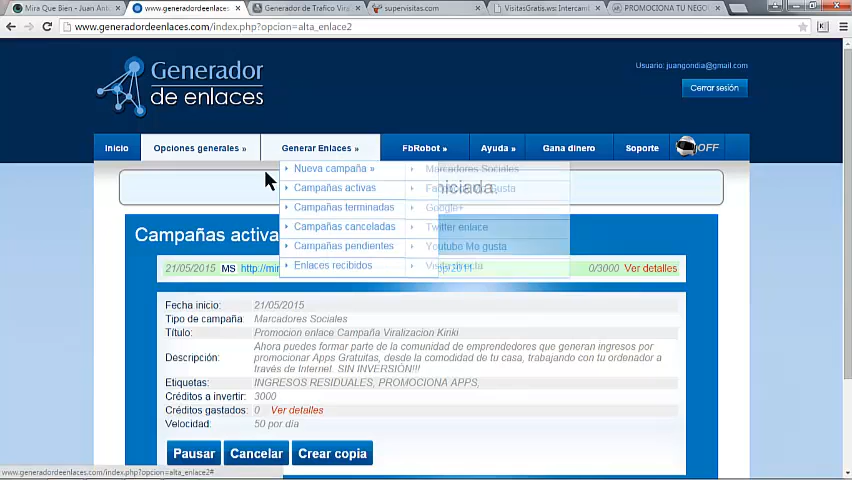 Mira Que Bien - Juan Anto
www.generadordeenlaces
Generador de Trafico Vira
supervisitas.com
VisitasGratis.ws: Intercam
PROMOCIONA TU NEGO
www.generadordeenlaces.com/index.php?opcion=alta_enlace2
Generador
de enlaces
Usuario: juangondia@gmail.com
Cerrar sesión
Inicio
Opciones generales »
Generar Enlaces »
FbRobot »
Ayuda »
Gana dinero
Soporte
OFF
Nueva campaña »
Marcadores Sociales
Campañas activas
niciada.
Campañas terminadas
Google+
Campañas canceladas
Twitter enlace
Campañas pendientes
Youtube Me gusta
Enlaces recibidos
Visita directa
Campañas activa
21/05/2015 MS
0/3000 Ver detalles
Fecha inicio: 21/05/2015
Tipo de campaña: Marcadores Sociales
Título: Promocion enlace Campaña Viralizacion Kiriki
Descripción: Ahora puedes formar parte de la comunidad de emprendedores que generan ingresos por
promocionar Apps Gratuitas, desde la comodidad de tu casa, trabajando con tu ordenador a
través de Internet. SIN INVERSIÓN!!!
Etiquetas: INGRESOS RESIDUALES, PROMOCIONA APPS,
Créditos a invertir: 3000
Créditos gastados: 0 Ver detalles
Velocidad: 50 por día
Pausar
Cancelar
Crear copia
www.generadordeenlaces.com/index.php?opcion=alta_enlace2#